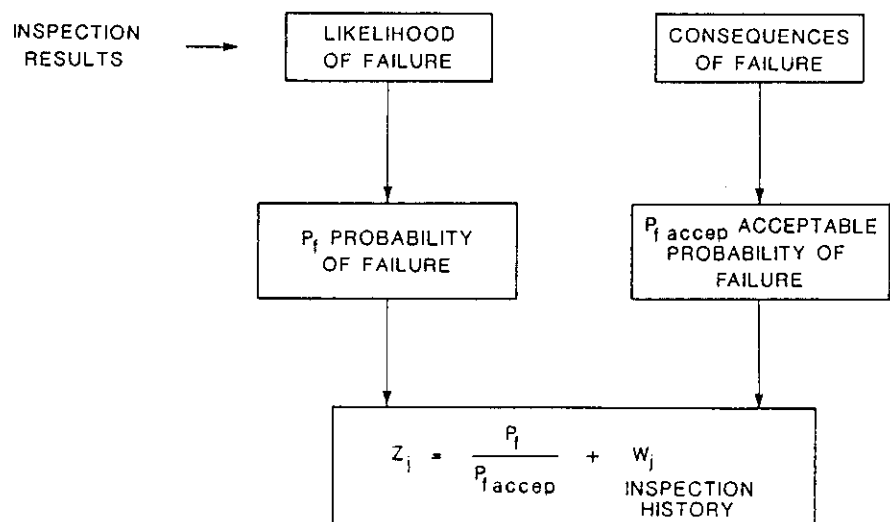 INSPECTION
RESULTS
LIKELIHOOD
OF FAILURE
CONSEQUENCES
OF FAILURE
Pf PROBABILITY
OF FAILURE
Pf accep ACCEPTABLE
PROBABILITY OF
FAILURE
Zj = Pf / Pf accep + Wj
INSPECTION
HISTORY